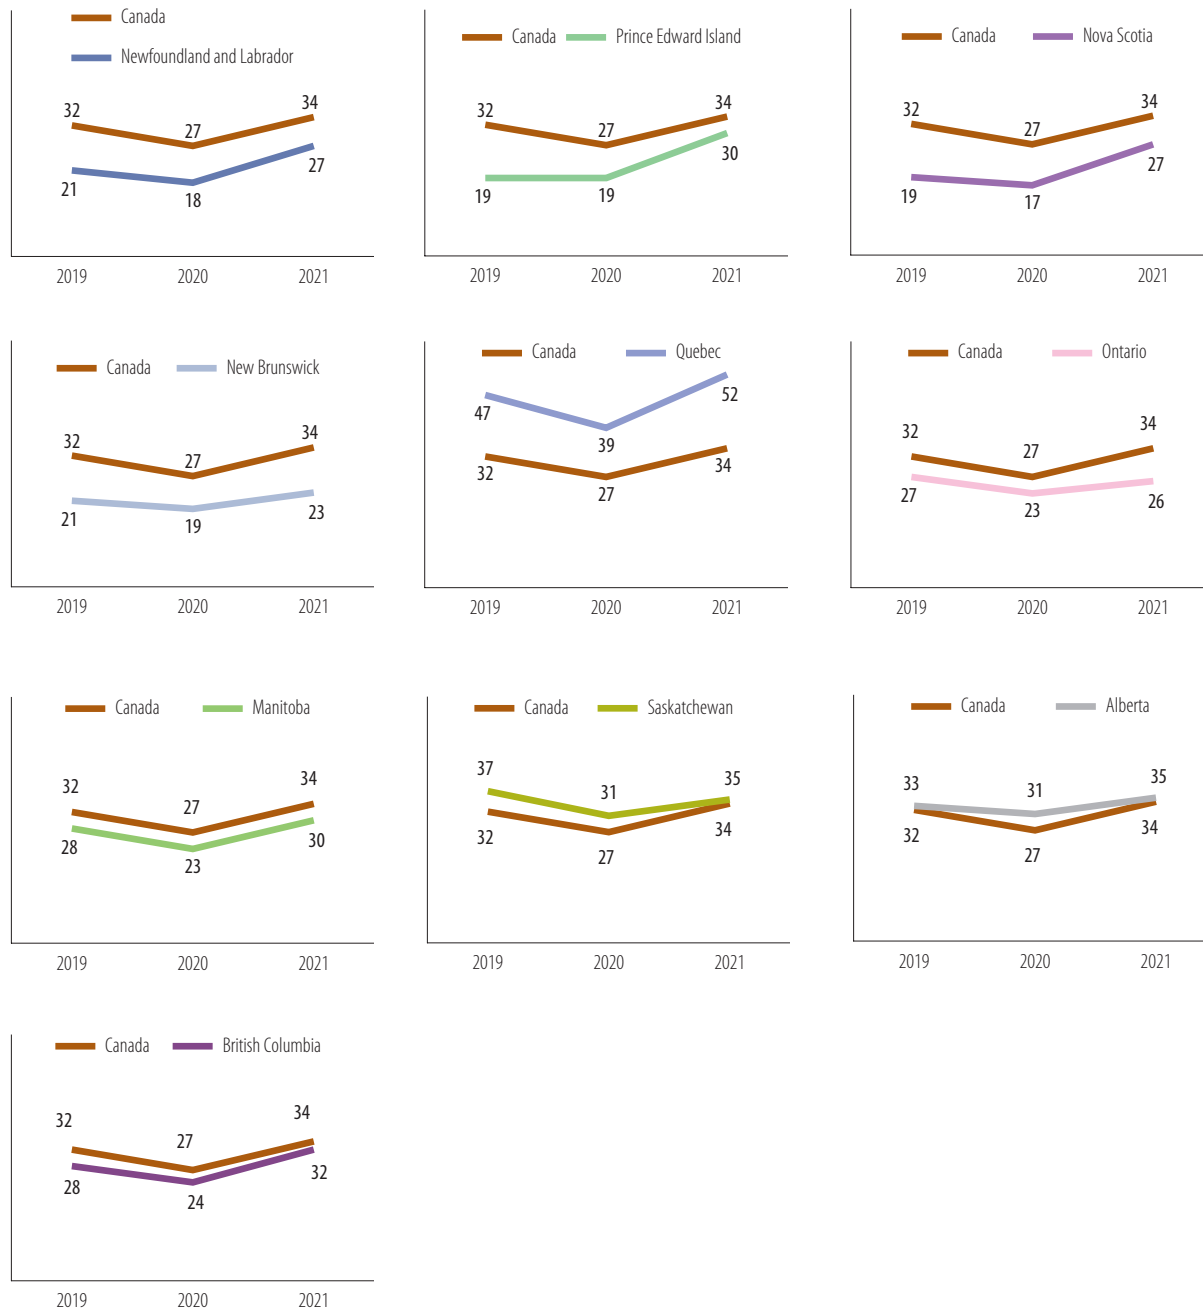 Canada
Newfoundland and Labrador
32 27 34
21 18 27
2019 2020 2021
Canada Prince Edward Island
32 27 34
19 19 30
2019 2020 2021
Canada Nova Scotia
32 27 34
19 17 27
2019 2020 2021
Canada New Brunswick
32 27 34
21 19 23
2019 2020 2021
Canada Quebec
47 39 52
32 27 34
2019 2020 2021
Canada Ontario
32 27 34
27 23 26
2019 2020 2021
Canada Manitoba
32 27 34
28 23 30
2019 2020 2021
Canada Saskatchewan
37 31 35
32 27 34
2019 2020 2021
Canada Alberta
33 31 35
32 27 34
2019 2020 2021
Canada British Columbia
32 27 34
28 24 32
2019 2020 2021